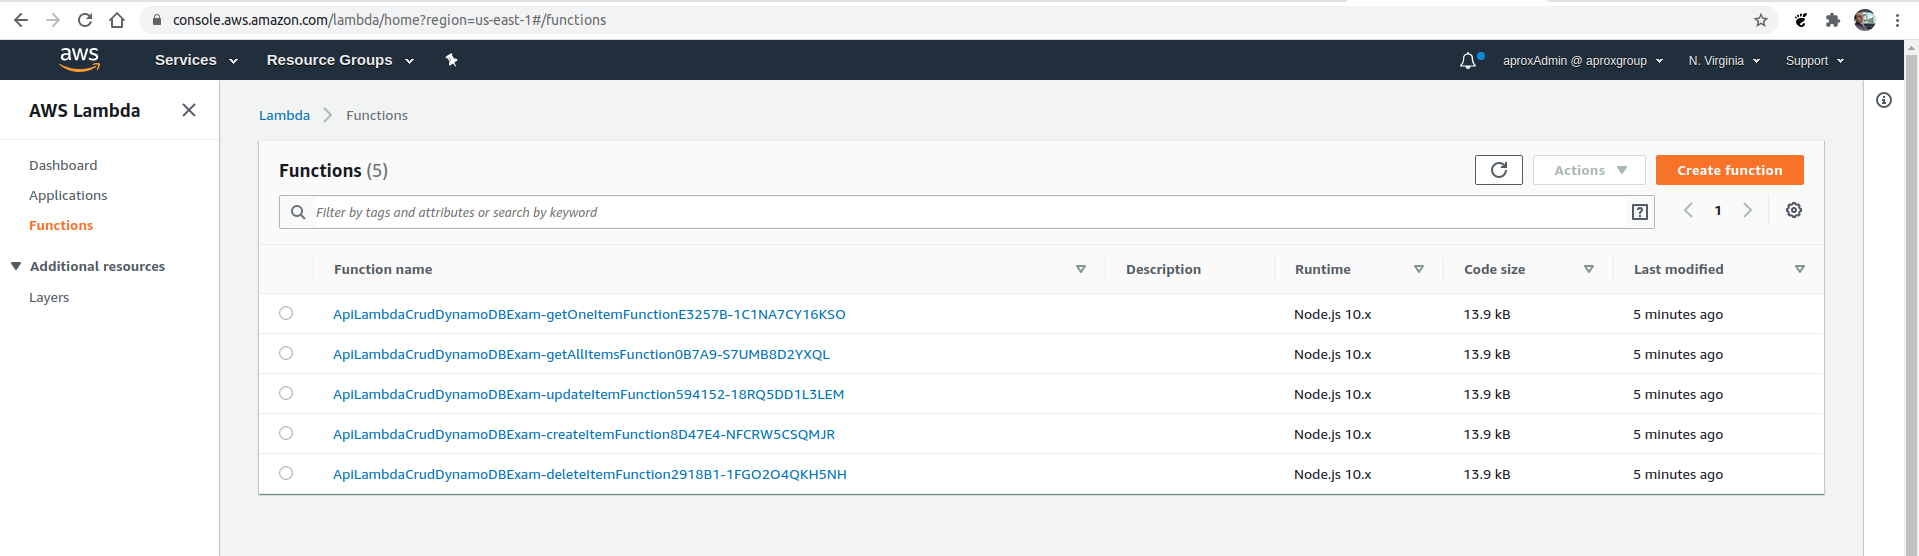 console.aws.amazon.com/lambda/home?region=us-east-1#/functions
aws Services Resource Groups aproxAdmin @ aproxgroup N. Virginia Support
AWS Lambda
Dashboard
Applications
Functions
Additional resources
Layers
Lambda Functions
Functions (5) Actions Create function
Filter by tags and attributes or search by keyword ? 1
Function name Description Runtime Code size Last modified
ApiLambdaCrudDynamoDBExam-getOneItemFunctionE3257B-1C1NA7CY16KSO Node.js 10.x 13.9 kB 5 minutes ago
ApiLambdaCrudDynamoDBExam-getAllItemsFunction0B7A9-S7UMB8D2YXQL Node.js 10.x 13.9 kB 5 minutes ago
ApiLambdaCrudDynamoDBExam-updateItemFunction594152-18RQ5DD1L3LEM Node.js 10.x 13.9 kB 5 minutes ago
ApiLambdaCrudDynamoDBExam-createItemFunction8D47E4-NFCRW5CSQMJR Node.js 10.x 13.9 kB 5 minutes ago
ApiLambdaCrudDynamoDBExam-deleteItemFunction2918B1-1FGO2O4QKH5NH Node.js 10.x 13.9 kB 5 minutes ago